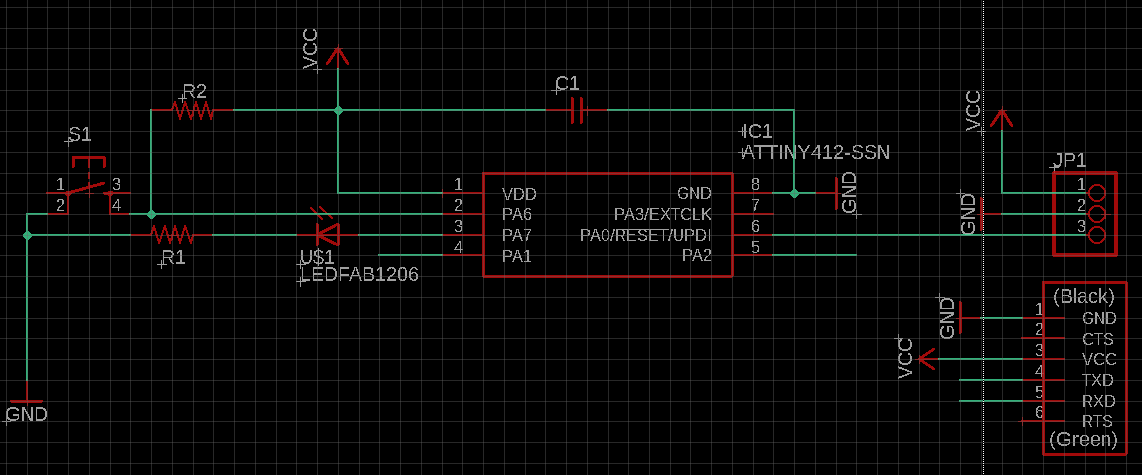 VCC
R2
C1
S1
1 3
2 4
R1
U$1
LEDFAB1206
GND
IC1
ATTINY412-SSN
1 VDD GND 8
2 PA6 PA3/EXTCLK 7
3 PA7 PA0/RESET/UPDI 6
4 PA1 PA2 5
GND
VCC
JP1
1
2
3
GND
(Black)
1 GND
2 CTS
3 VCC
4 TXD
5 RXD
6 RTS
(Green)
GND
VCC